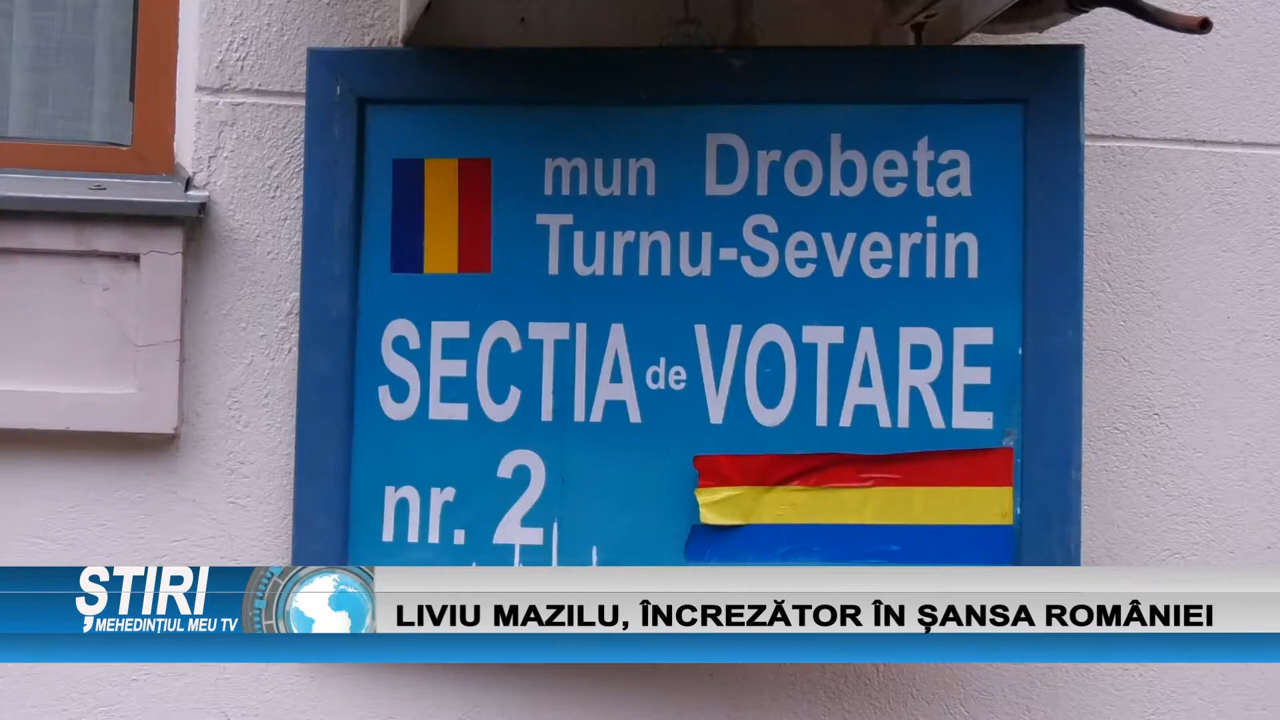 mun Drobeta
Turnu-Severin
SECTIA de VOTARE
nr. 2
ȘTIRI
MEHEDINȚIUL MEU TV
LIVIU MAZILU, ÎNCREZĂTOR ÎN ȘANSA ROMÂNIEI